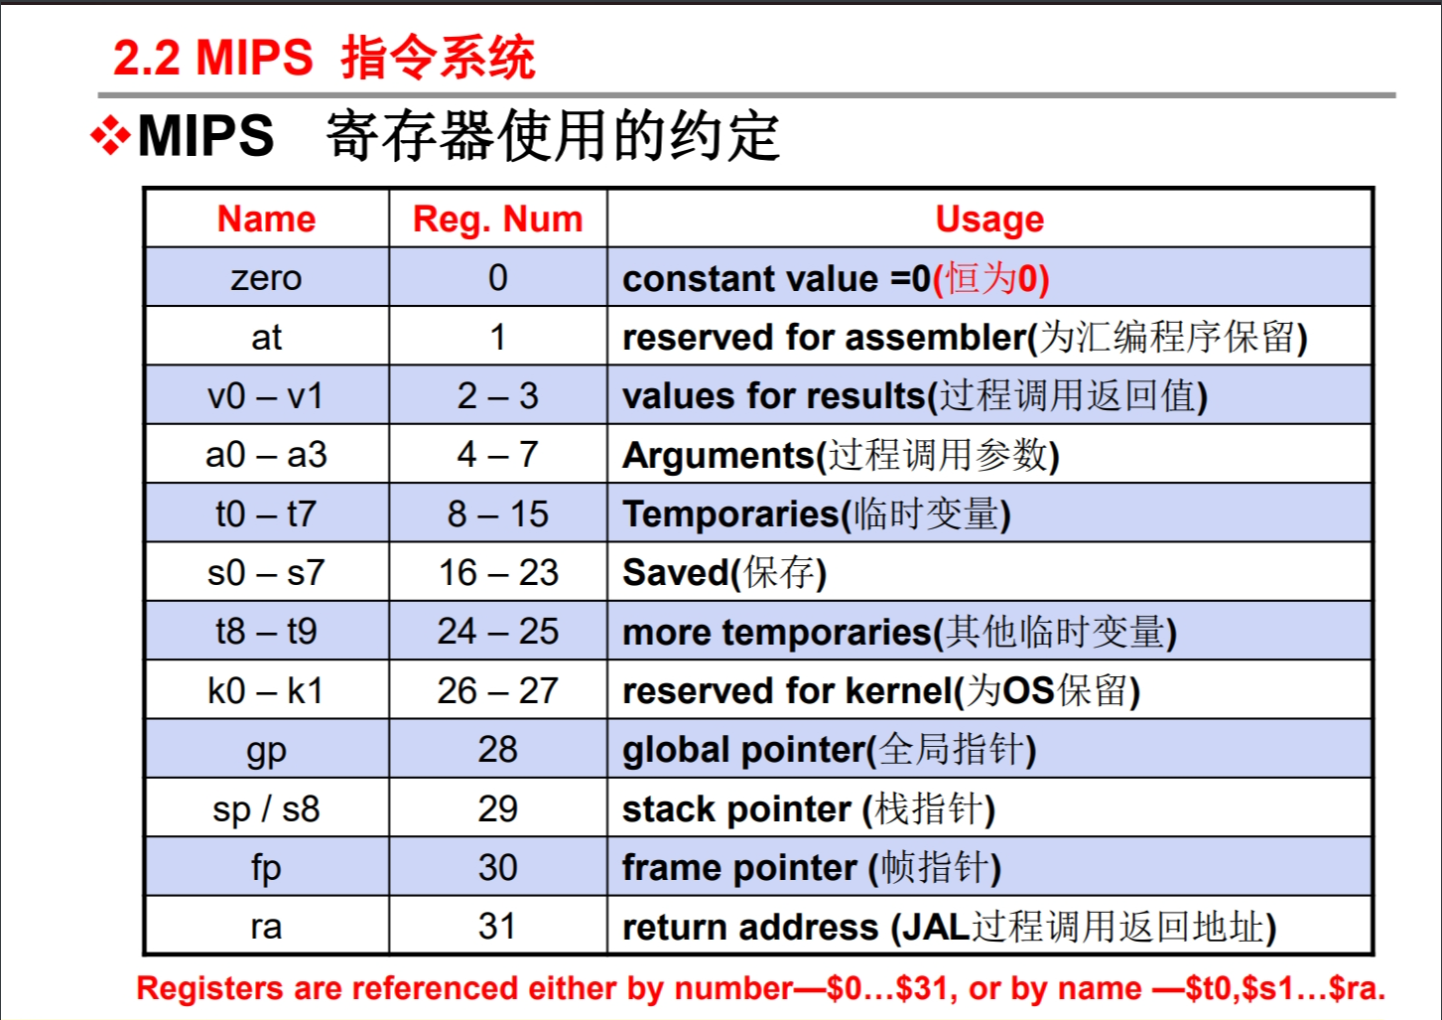 2.2 MIPS 指令系统
MIPS 寄存器使用的约定
Name Reg. Num Usage
zero 0 constant value =0(恒为0)
at 1 reserved for assembler(为汇编程序保留)
v0 – v1 2 – 3 values for results(过程调用返回值)
a0 – a3 4 – 7 Arguments(过程调用参数)
t0 – t7 8 – 15 Temporaries(临时变量)
s0 – s7 16 – 23 Saved(保存)
t8 – t9 24 – 25 more temporaries(其他临时变量)
k0 – k1 26 – 27 reserved for kernel(为OS保留)
gp 28 global pointer(全局指针)
sp / s8 29 stack pointer (栈指针)
fp 30 frame pointer (帧指针)
ra 31 return address (JAL过程调用返回地址)
Registers are referenced either by number—$0…$31, or by name —$t0,$s1…$ra.